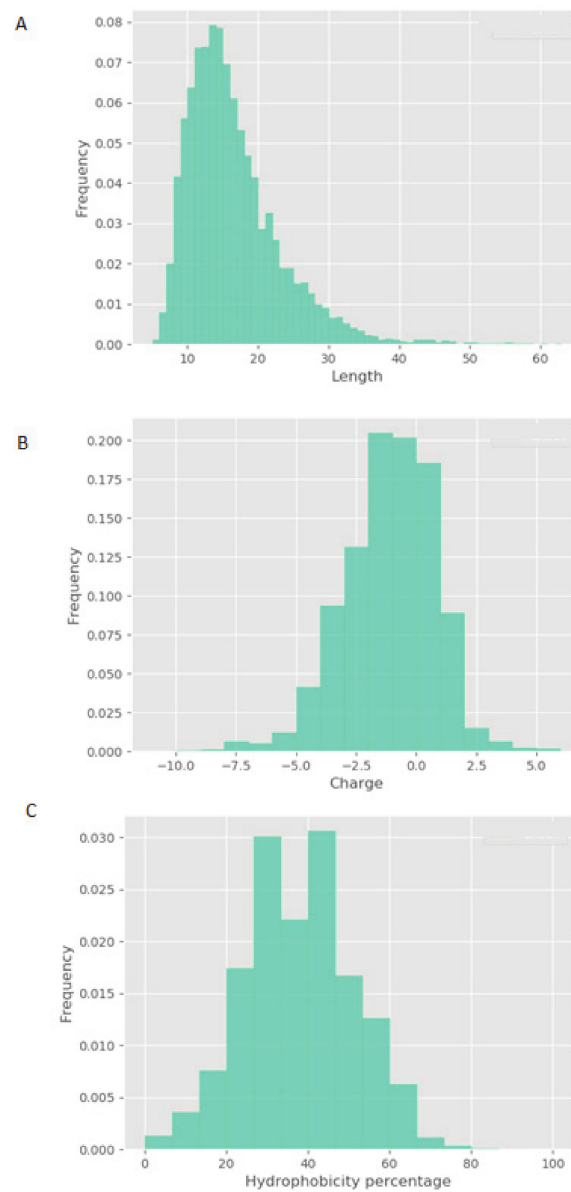 A
0.08
0.07
0.06
0.05
0.04
0.03
0.02
0.01
0.00
Frequency
10 20 30 40 50 60
Length
B
0.200
0.175
0.150
0.125
0.100
0.075
0.050
0.025
0.000
Frequency
−10.0 −7.5 −5.0 −2.5 0.0 2.5 5.0
Charge
C
0.030
0.025
0.020
0.015
0.010
0.005
0.000
Frequency
0 20 40 60 80 100
Hydrophobicity percentage